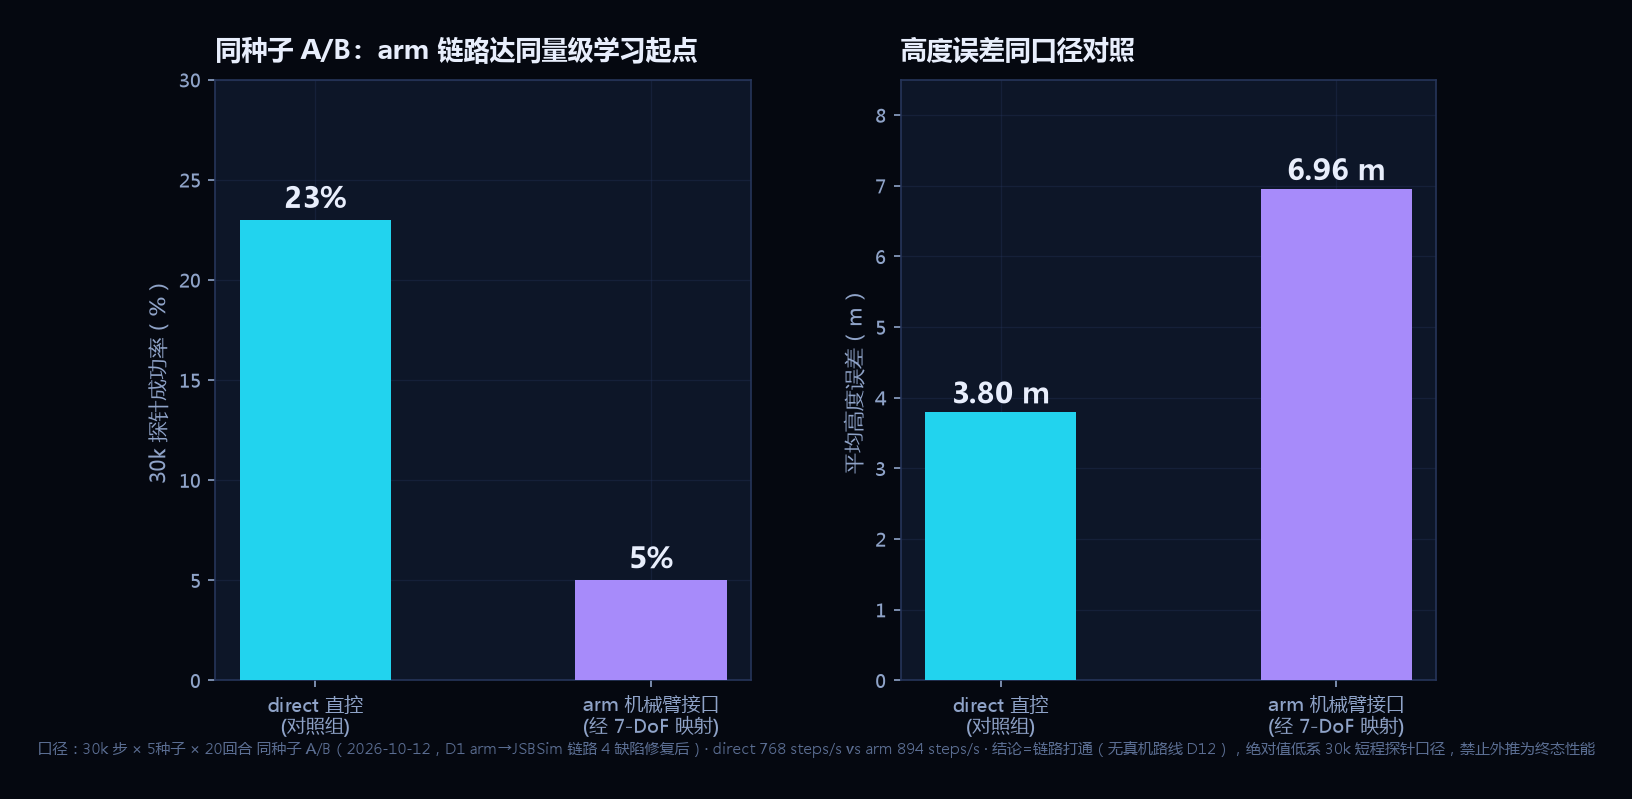 同种子 A/B：arm 链路达同量级学习起点
30
25
20
15
10
5
0
30k 探针成功率（%）
23%
5%
direct 直控
(对照组)
arm 机械臂接口
(经 7-DoF 映射)
高度误差同口径对照
8
7
6
5
4
3
2
1
0
平均高度误差（m）
3.80 m
6.96 m
direct 直控
(对照组)
arm 机械臂接口
(经 7-DoF 映射)
口径：30k 步 × 5种子 × 20回合 同种子 A/B（2026-10-12，D1 arm→JSBSim 链路 4 缺陷修复后）· direct 768 steps/s vs arm 894 steps/s · 结论=链路打通（无真机路线 D12），绝对值低系 30k 短程探针口径，禁止外推为终态性能